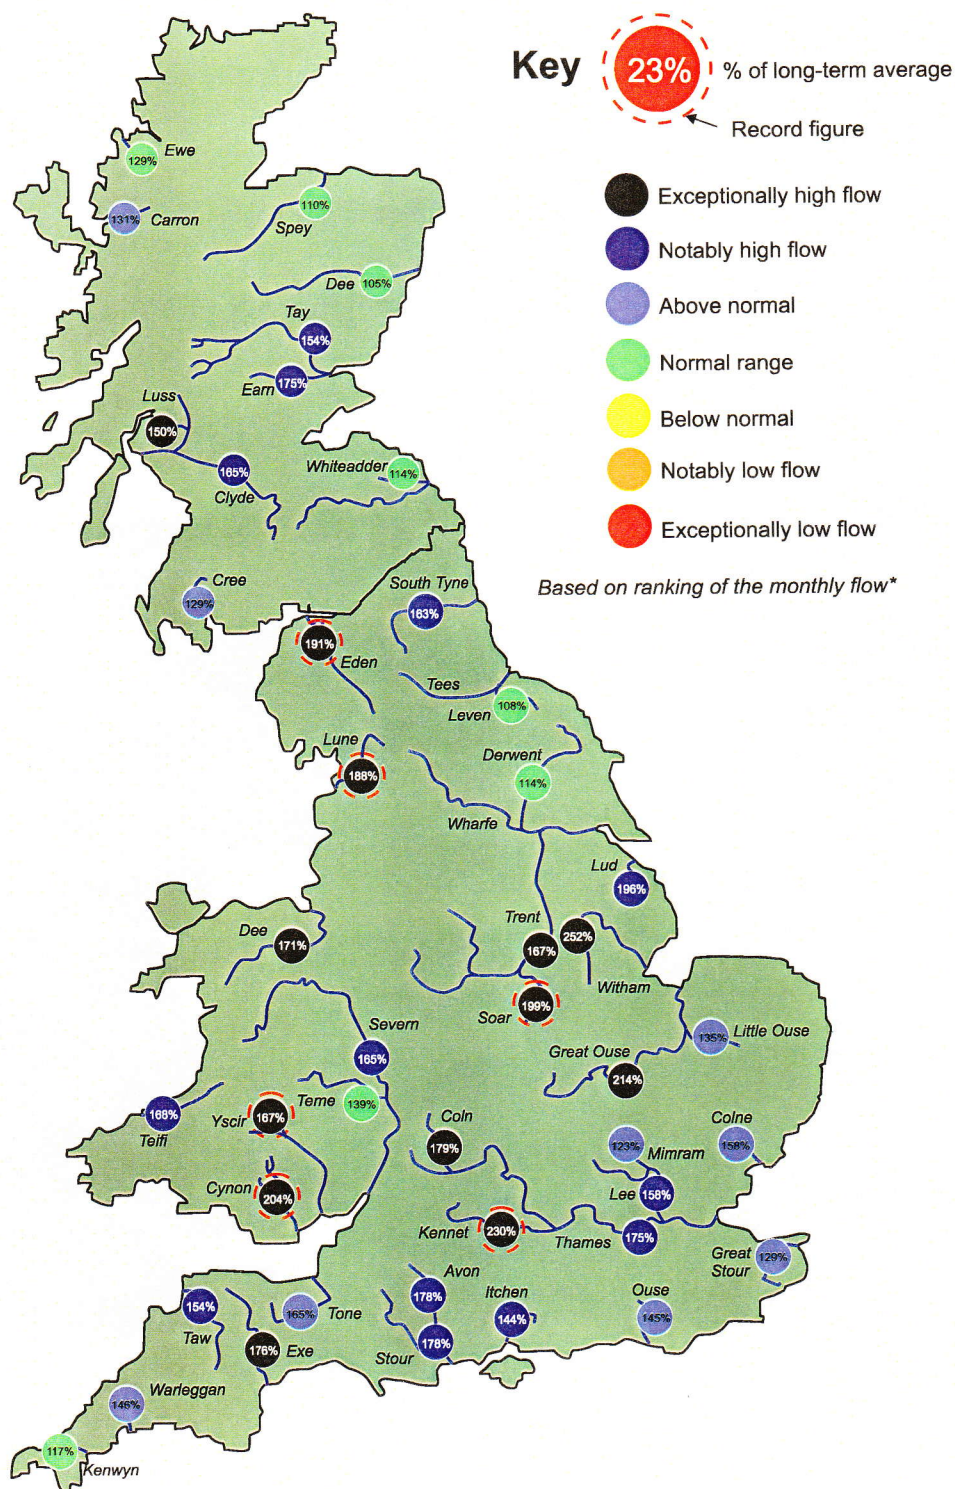 Key
23%
% of long-term average
Record figure
Exceptionally high flow
Notably high flow
Above normal
Normal range
Below normal
Notably low flow
Exceptionally low flow
Based on ranking of the monthly flow*
Ewe
129%
131%
Carron
110%
Spey
Dee
105%
Tay
154%
Earn
175%
Luss
150%
165%
Clyde
Whiteadder
114%
Cree
129%
South Tyne
163%
191%
Eden
Tees
Leven
108%
Lune
188%
Derwent
114%
Wharfe
Lud
196%
Trent
167%
252%
Witham
Dee
171%
Soar
199%
Severn
165%
135%
Little Ouse
Great Ouse
214%
168%
Teifi
Yscir
167%
Teme
139%
Coln
179%
123%
Mimram
Colne
158%
Cynon
204%
Lee
158%
Kennet
230%
Thames
175%
Great
Stour
129%
Avon
178%
Itchen
144%
Ouse
145%
154%
Taw
165%
Tone
176%
Exe
Stour
178%
Warleggan
146%
117%
Kenwyn